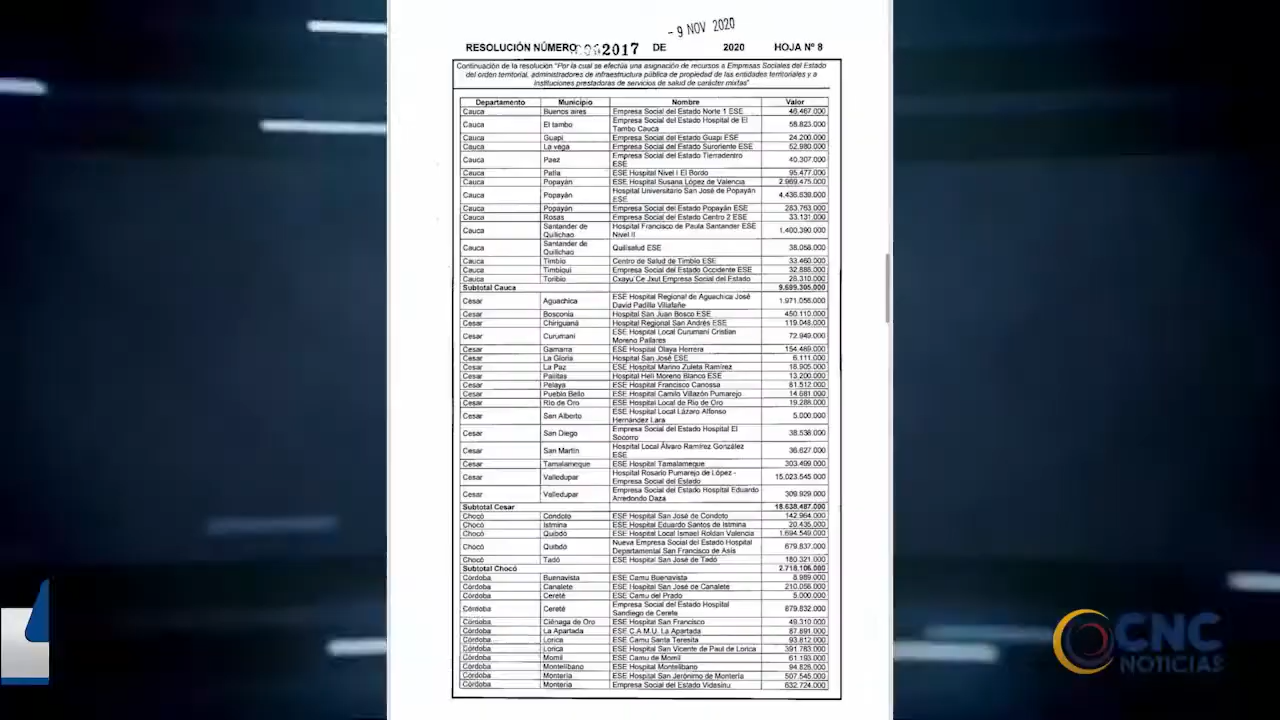 - 9 NOV 2020
RESOLUCIÓN NÚMERO 002017 DE 2020 HOJA Nº 8
Continuación de la resolución "Por la cual se efectúa una asignación de recursos a Empresas Sociales del Estado
del orden territorial, administradores de infraestructura pública de propiedad de las entidades territoriales y a
instituciones prestadoras de servicios de salud de carácter mixtas"
Departamento Municipio Nombre Valor
Cauca Buenos aires Empresa Social del Estado Norte 1 ESE 46.467.000
Cauca El tambo Empresa Social del Estado Hospital de El
Tambo Cauca 58.823.000
Cauca Guapi Empresa Social del Estado Guapi ESE 24.200.000
Cauca La vega Empresa Social del Estado Suroriente ESE 52.980.000
Cauca Paez Empresa Social del Estado Tierradentro
ESE 40.307.000
Cauca Patía ESE Hospital Nivel I El Bordo 95.477.000
Cauca Popayán ESE Hospital Susana López de Valencia 2.969.475.000
Cauca Popayán Hospital Universitario San José de Popayán
ESE 4.436.639.000
Cauca Popayán Empresa Social del Estado Popayán ESE 283.763.000
Cauca Rosas Empresa Social del Estado Centro 2 ESE 33.131.000
Cauca Santander de
Quilichao Hospital Francisco de Paula Santander ESE
Nivel II 1.400.390.000
Cauca Santander de
Quilichao Quilisalud ESE 38.058.000
Cauca Timbío Centro de Salud de Timbío ESE 33.460.000
Cauca Timbiquí Empresa Social del Estado Occidente ESE 32.886.000
Cauca Toribío Cxayu'Ce Jxut Empresa Social del Estado 28.310.000
Subtotal Cauca 9.699.305.000
Cesar Aguachica ESE Hospital Regional de Aguachica José
David Padilla Villafañe 1.971.056.000
Cesar Bosconia Hospital San Juan Bosco ESE 450.110.000
Cesar Chiriguaná Hospital Regional San Andrés ESE 119.048.000
Cesar Curumaní ESE Hospital Local Curumaní Cristian
Moreno Pallares 72.949.000
Cesar Gamarra ESE Hospital Olaya Herrera 154.469.000
Cesar La Gloria Hospital San José ESE 6.111.000
Cesar La Paz ESE Hospital Marino Zuleta Ramírez 18.905.000
Cesar Pailitas Hospital Helí Moreno Blanco ESE 13.200.000
Cesar Pelaya ESE Hospital Francisco Canossa 81.512.000
Cesar Pueblo Bello ESE Hospital Camilo Villazón Pumarejo 14.681.000
Cesar Río de Oro ESE Hospital Local de Río de Oro 19.288.000
Cesar San Alberto ESE Hospital Local Lázaro Alfonso
Hernández Lara 5.000.000
Cesar San Diego Empresa Social del Estado Hospital El
Socorro 38.538.000
Cesar San Martín Hospital Local Álvaro Ramírez González
ESE 36.627.000
Cesar Tamalameque ESE Hospital Tamalameque 303.499.000
Cesar Valledupar Hospital Rosario Pumarejo de López -
Empresa Social del Estado 15.023.545.000
Cesar Valledupar Empresa Social del Estado Hospital Eduardo
Arredondo Daza 309.929.000
Subtotal Cesar 18.638.487.000
Chocó Condoto ESE Hospital San José de Condoto 142.964.000
Chocó Istmina ESE Hospital Eduardo Santos de Istmina 20.435.000
Chocó Quibdó ESE Hospital Local Ismael Roldan Valencia 1.694.549.000
Chocó Quibdó Nueva Empresa Social del Estado Hospital
Departamental San Francisco de Asís 679.837.000
Chocó Tadó ESE Hospital San José de Tadó 180.321.000
Subtotal Chocó 2.718.106.000
Córdoba Buenavista ESE Camu Buenavista 8.989.000
Córdoba Canalete ESE Hospital San José de Canalete 210.056.000
Córdoba Cereté ESE Camu del Prado 5.000.000
Córdoba Cereté Empresa Social del Estado Hospital
Sandiego de Cerete 879.832.000
Córdoba Ciénaga de Oro ESE Hospital San Francisco 49.310.000
Córdoba La Apartada ESE C.A.M.U. La Apartada 87.891.000
Córdoba Lorica ESE Camu Santa Teresita 93.812.000
Córdoba Lorica ESE Hospital San Vicente de Paul de Lorica 391.783.000
Córdoba Momil ESE Camu de Momil 61.193.000
Córdoba Montelíbano ESE Hospital Montelíbano 94.826.000
Córdoba Montería ESE Hospital San Jerónimo de Montería 507.545.000
Córdoba Montería Empresa Social del Estado Vidasinu 632.724.000
CNC
NOTICIAS